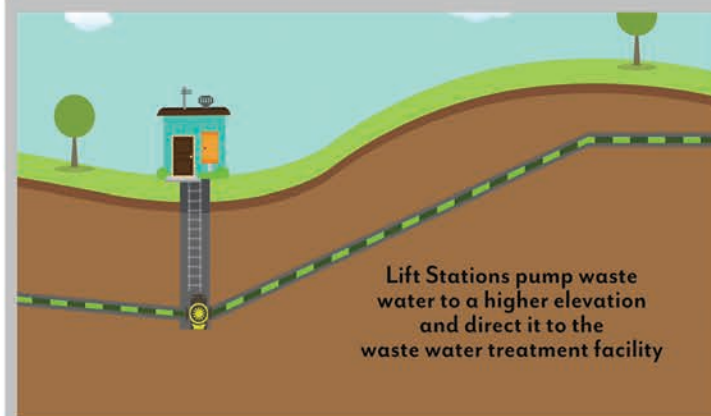 Lift Stations pump waste
water to a higher elevation
and direct it to the
waste water treatment facility